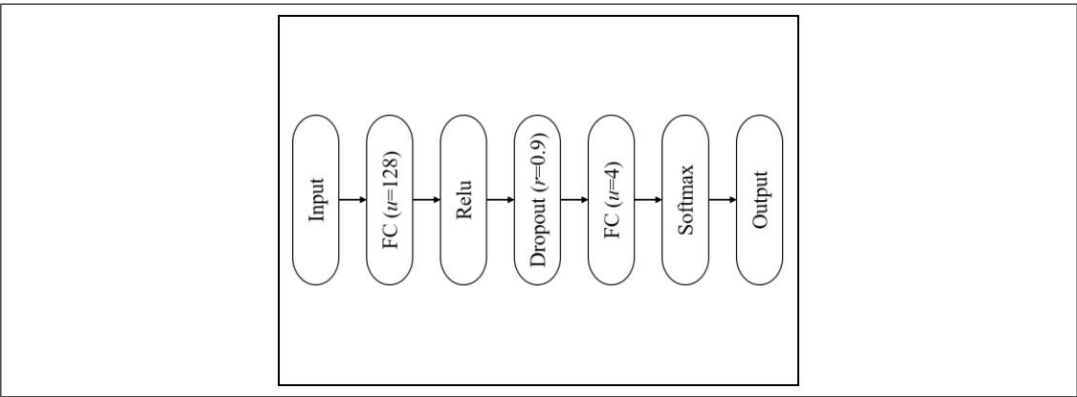 Input
FC (u=128)
Relu
Dropout (r=0.9)
FC (u=4)
Softmax
Output